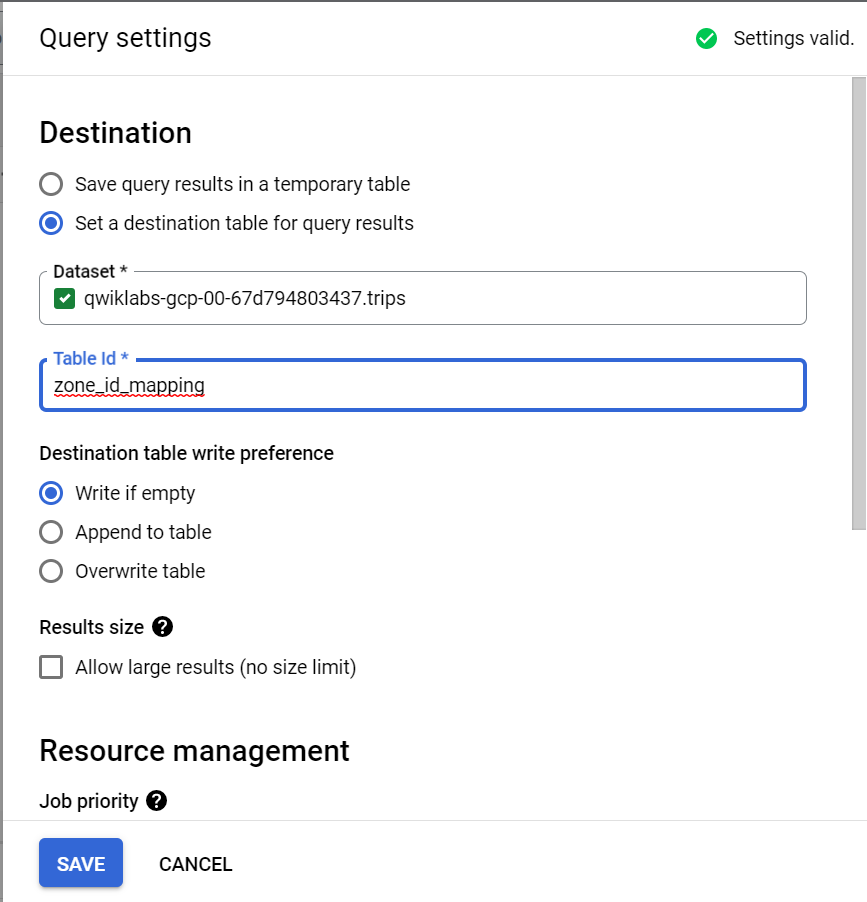 Query settings
Settings valid.
Destination
Save query results in a temporary table
Set a destination table for query results
Dataset *
qwiklabs-gcp-00-67d794803437.trips
Table Id *
zone_id_mapping
Destination table write preference
Write if empty
Append to table
Overwrite table
Results size ?
Allow large results (no size limit)
Resource management
Job priority ?
SAVE CANCEL